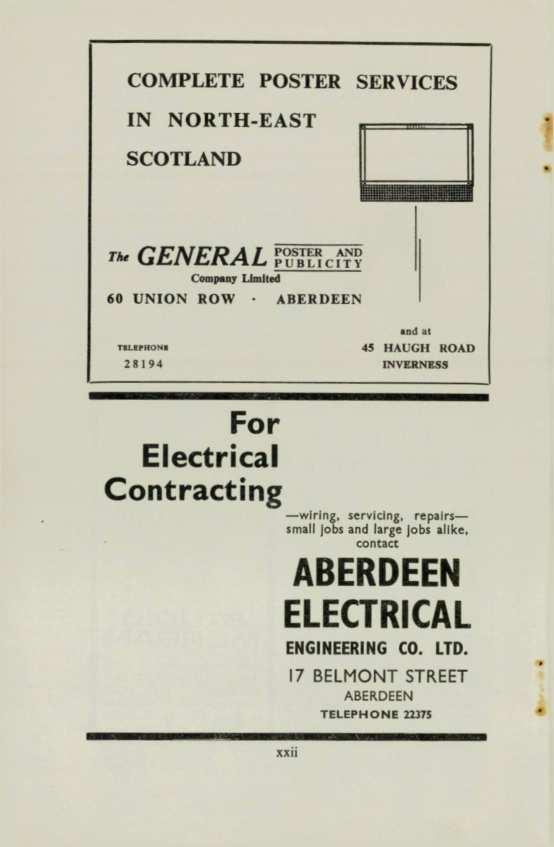 COMPLETE POSTER SERVICES
IN NORTH-EAST
SCOTLAND
The GENERAL POSTER AND PUBLICITY
Company Limited
60 UNION ROW · ABERDEEN
TELEPHONE
28194
and at
45 HAUGH ROAD
INVERNESS
For
Electrical
Contracting
—wiring, servicing, repairs—
small jobs and large jobs alike,
contact
ABERDEEN
ELECTRICAL
ENGINEERING CO. LTD.
17 BELMONT STREET
ABERDEEN
TELEPHONE 22375
xxii